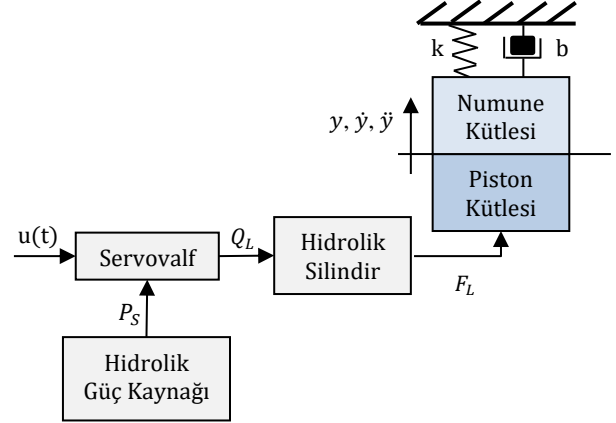 k
b
y, ẏ, ÿ
Numune
Kütlesi
Piston
Kütlesi
u(t)
Servovalf
Q_L
Hidrolik
Silindir
F_L
P_S
Hidrolik
Güç Kaynağı